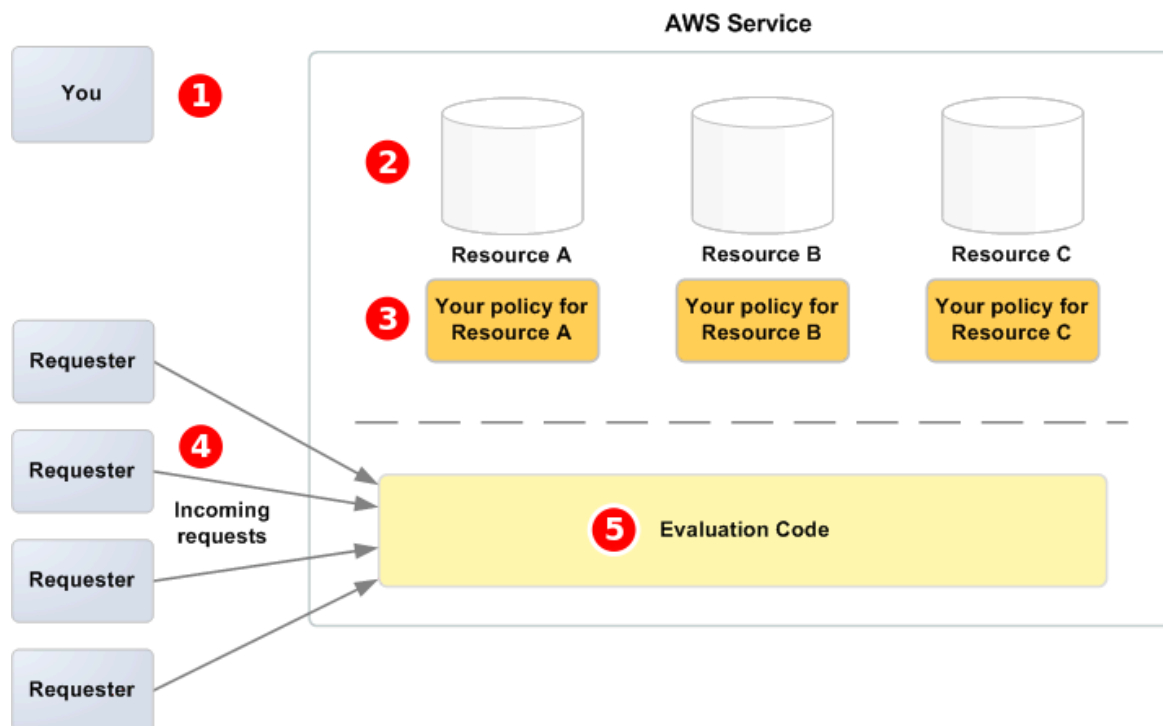 AWS Service
You
1
2
Resource A
Resource B
Resource C
3
Your policy for
Resource A
Your policy for
Resource B
Your policy for
Resource C
Requester
4
Requester
Incoming
requests
5
Evaluation Code
Requester
Requester